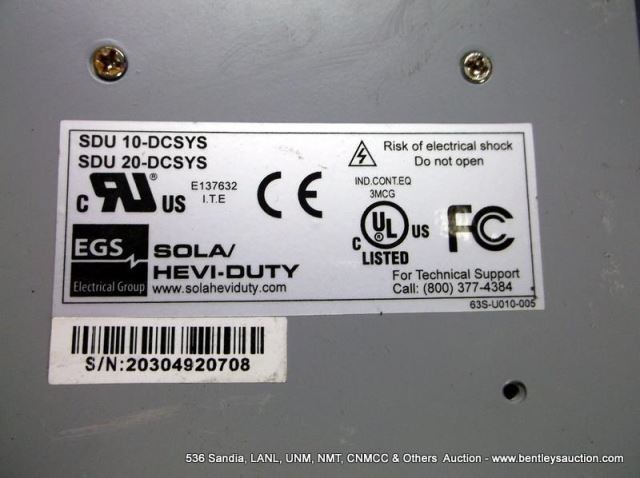 SDU 10-DCSYS
SDU 20-DCSYS
Risk of electrical shock
Do not open
C RU ® US
E137632
I.T.E
CE
IND.CONT.EQ
3MCG
C UL US
LISTED
FC
EGS
Electrical Group
SOLA/
HEVI-DUTY
www.solaheviduty.com
For Technical Support
Call: (800) 377-4384
63S-U010-005
S/N:20304920708
536 Sandia, LANL, UNM, NMT, CNMCC & Others Auction - www.bentleysauction.com